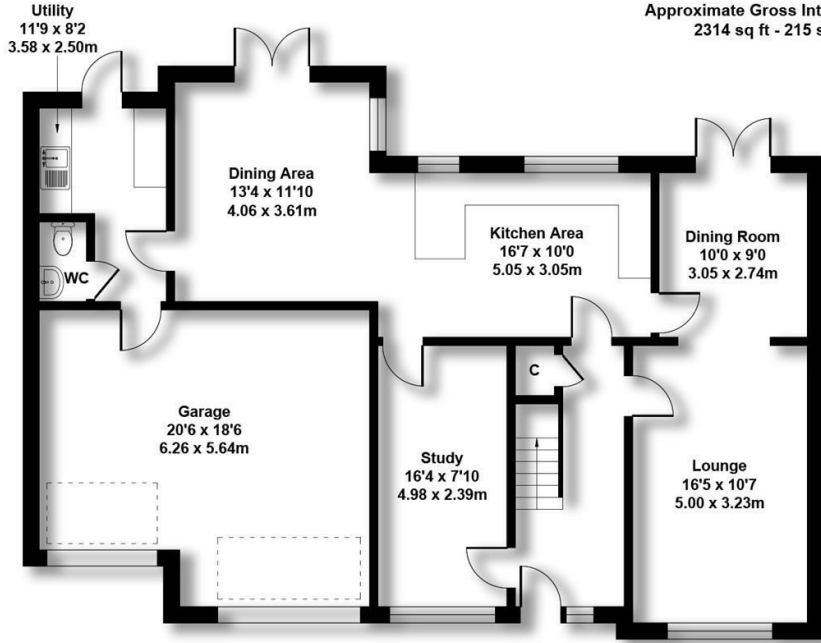 Utility
11'9 x 8'2
3.58 x 2.50m
Approximate Gross Int
2314 sq ft - 215 s
Dining Area
13'4 x 11'10
4.06 x 3.61m
Kitchen Area
16'7 x 10'0
5.05 x 3.05m
Dining Room
10'0 x 9'0
3.05 x 2.74m
WC
C
Garage
20'6 x 18'6
6.26 x 5.64m
Study
16'4 x 7'10
4.98 x 2.39m
Lounge
16'5 x 10'7
5.00 x 3.23m